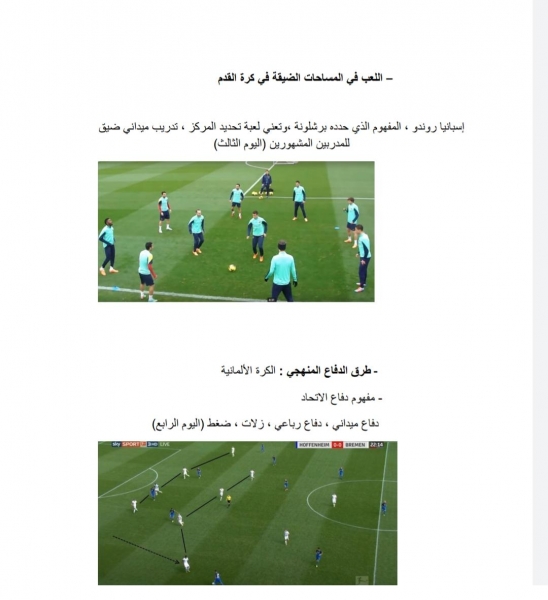 – اللعب في المساحات الضيقة في كرة القدم
إسبانيا روندو ، المفهوم الذي حدده برشلونة ،وتعني لعبة تحديد المركز ، تدريب ميداني ضيق
للمدربين المشهورين (اليوم الثالث)
- طرق الدفاع المنهجي : الكرة الألمانية
- مفهوم دفاع الاتحاد
دفاع ميداني ، دفاع رباعي ، زلات ، ضغط (اليوم الرابع)
sky SPORT LIVE
HOFFENHEIM 0-0 BREMEN 22:14